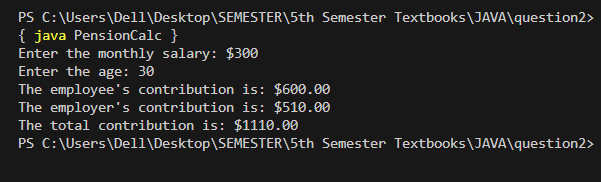 PS C:\Users\Dell\Desktop\SEMESTER\5th Semester Textbooks\JAVA\question2>
{ java PensionCalc }
Enter the monthly salary: $300
Enter the age: 30
The employee's contribution is: $600.00
The employer's contribution is: $510.00
The total contribution is: $1110.00
PS C:\Users\Dell\Desktop\SEMESTER\5th Semester Textbooks\JAVA\question2>